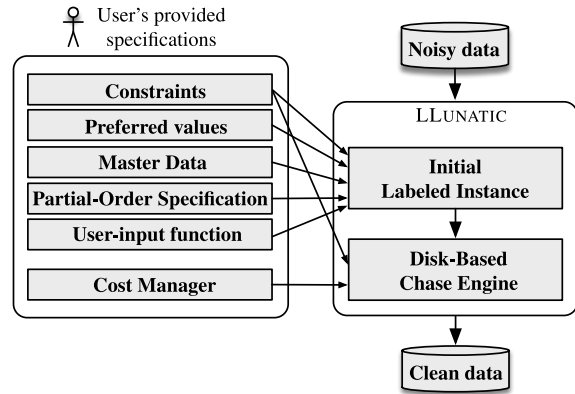 User's provided
specifications
Constraints
Preferred values
Master Data
Partial-Order Specification
User-input function
Cost Manager
Noisy data
LLUNATIC
Initial
Labeled Instance
Disk-Based
Chase Engine
Clean data